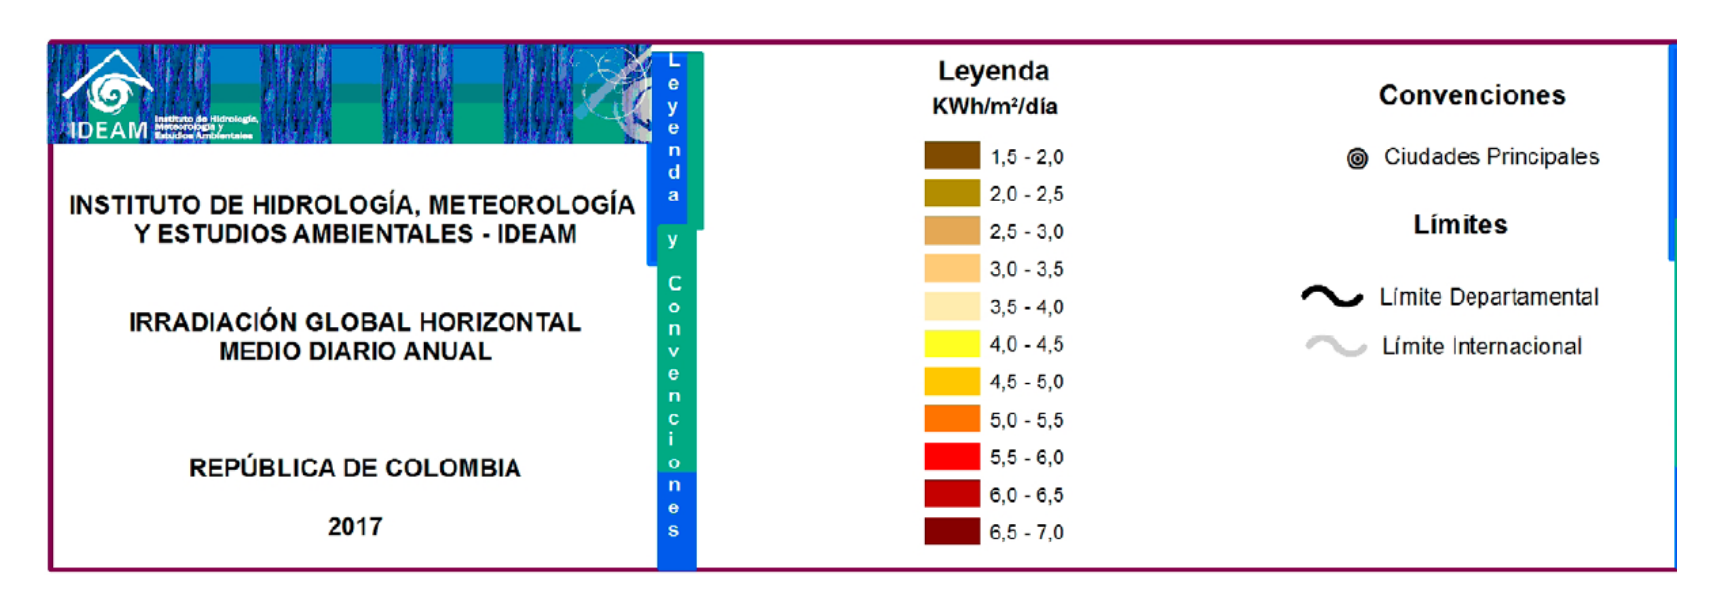 IDEAM
Instituto de Hidrología,
Meteorología y
Estudios Ambientales
INSTITUTO DE HIDROLOGÍA, METEOROLOGÍA
Y ESTUDIOS AMBIENTALES - IDEAM
IRRADIACIÓN GLOBAL HORIZONTAL
MEDIO DIARIO ANUAL
REPÚBLICA DE COLOMBIA
2017
Leyenda y Convenciones
Leyenda
KWh/m²/día
1,5 - 2,0
2,0 - 2,5
2,5 - 3,0
3,0 - 3,5
3,5 - 4,0
4,0 - 4,5
4,5 - 5,0
5,0 - 5,5
5,5 - 6,0
6,0 - 6,5
6,5 - 7,0
Convenciones
Ciudades Principales
Límites
Límite Departamental
Límite Internacional